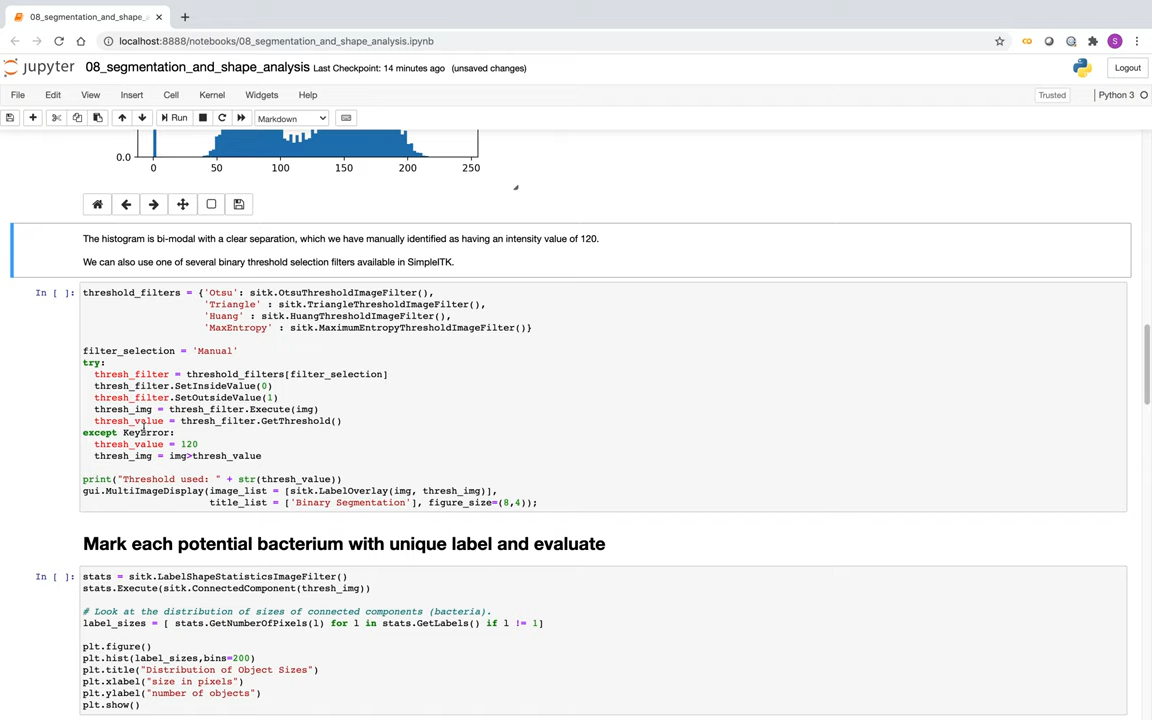 08_segmentation_and_shape_a
localhost:8888/notebooks/08_segmentation_and_shape_analysis.ipynb
S
jupyter 08_segmentation_and_shape_analysis Last Checkpoint: 14 minutes ago (unsaved changes)
Logout
File Edit View Insert Cell Kernel Widgets Help
Trusted
Python 3
Run
Markdown
0.0
0 50 100 150 200 250
The histogram is bi-modal with a clear separation, which we have manually identified as having an intensity value of 120.
We can also use one of several binary threshold selection filters available in SimpleITK.
In [ ]: threshold_filters = {'Otsu': sitk.OtsuThresholdImageFilter(),
'Triangle' : sitk.TriangleThresholdImageFilter(),
'Huang' : sitk.HuangThresholdImageFilter(),
'MaxEntropy' : sitk.MaximumEntropyThresholdImageFilter()}
filter_selection = 'Manual'
try:
thresh_filter = threshold_filters[filter_selection]
thresh_filter.SetInsideValue(0)
thresh_filter.SetOutsideValue(1)
thresh_img = thresh_filter.Execute(img)
thresh_value = thresh_filter.GetThreshold()
except KeyError:
thresh_value = 120
thresh_img = img>thresh_value
print("Threshold used: " + str(thresh_value))
gui.MultiImageDisplay(image_list = [sitk.LabelOverlay(img, thresh_img)],
title_list = ['Binary Segmentation'], figure_size=(8,4));
Mark each potential bacterium with unique label and evaluate
In [ ]: stats = sitk.LabelShapeStatisticsImageFilter()
stats.Execute(sitk.ConnectedComponent(thresh_img))
# Look at the distribution of sizes of connected components (bacteria).
label_sizes = [ stats.GetNumberOfPixels(l) for l in stats.GetLabels() if l != 1]
plt.figure()
plt.hist(label_sizes,bins=200)
plt.title("Distribution of Object Sizes")
plt.xlabel("size in pixels")
plt.ylabel("number of objects")
plt.show()